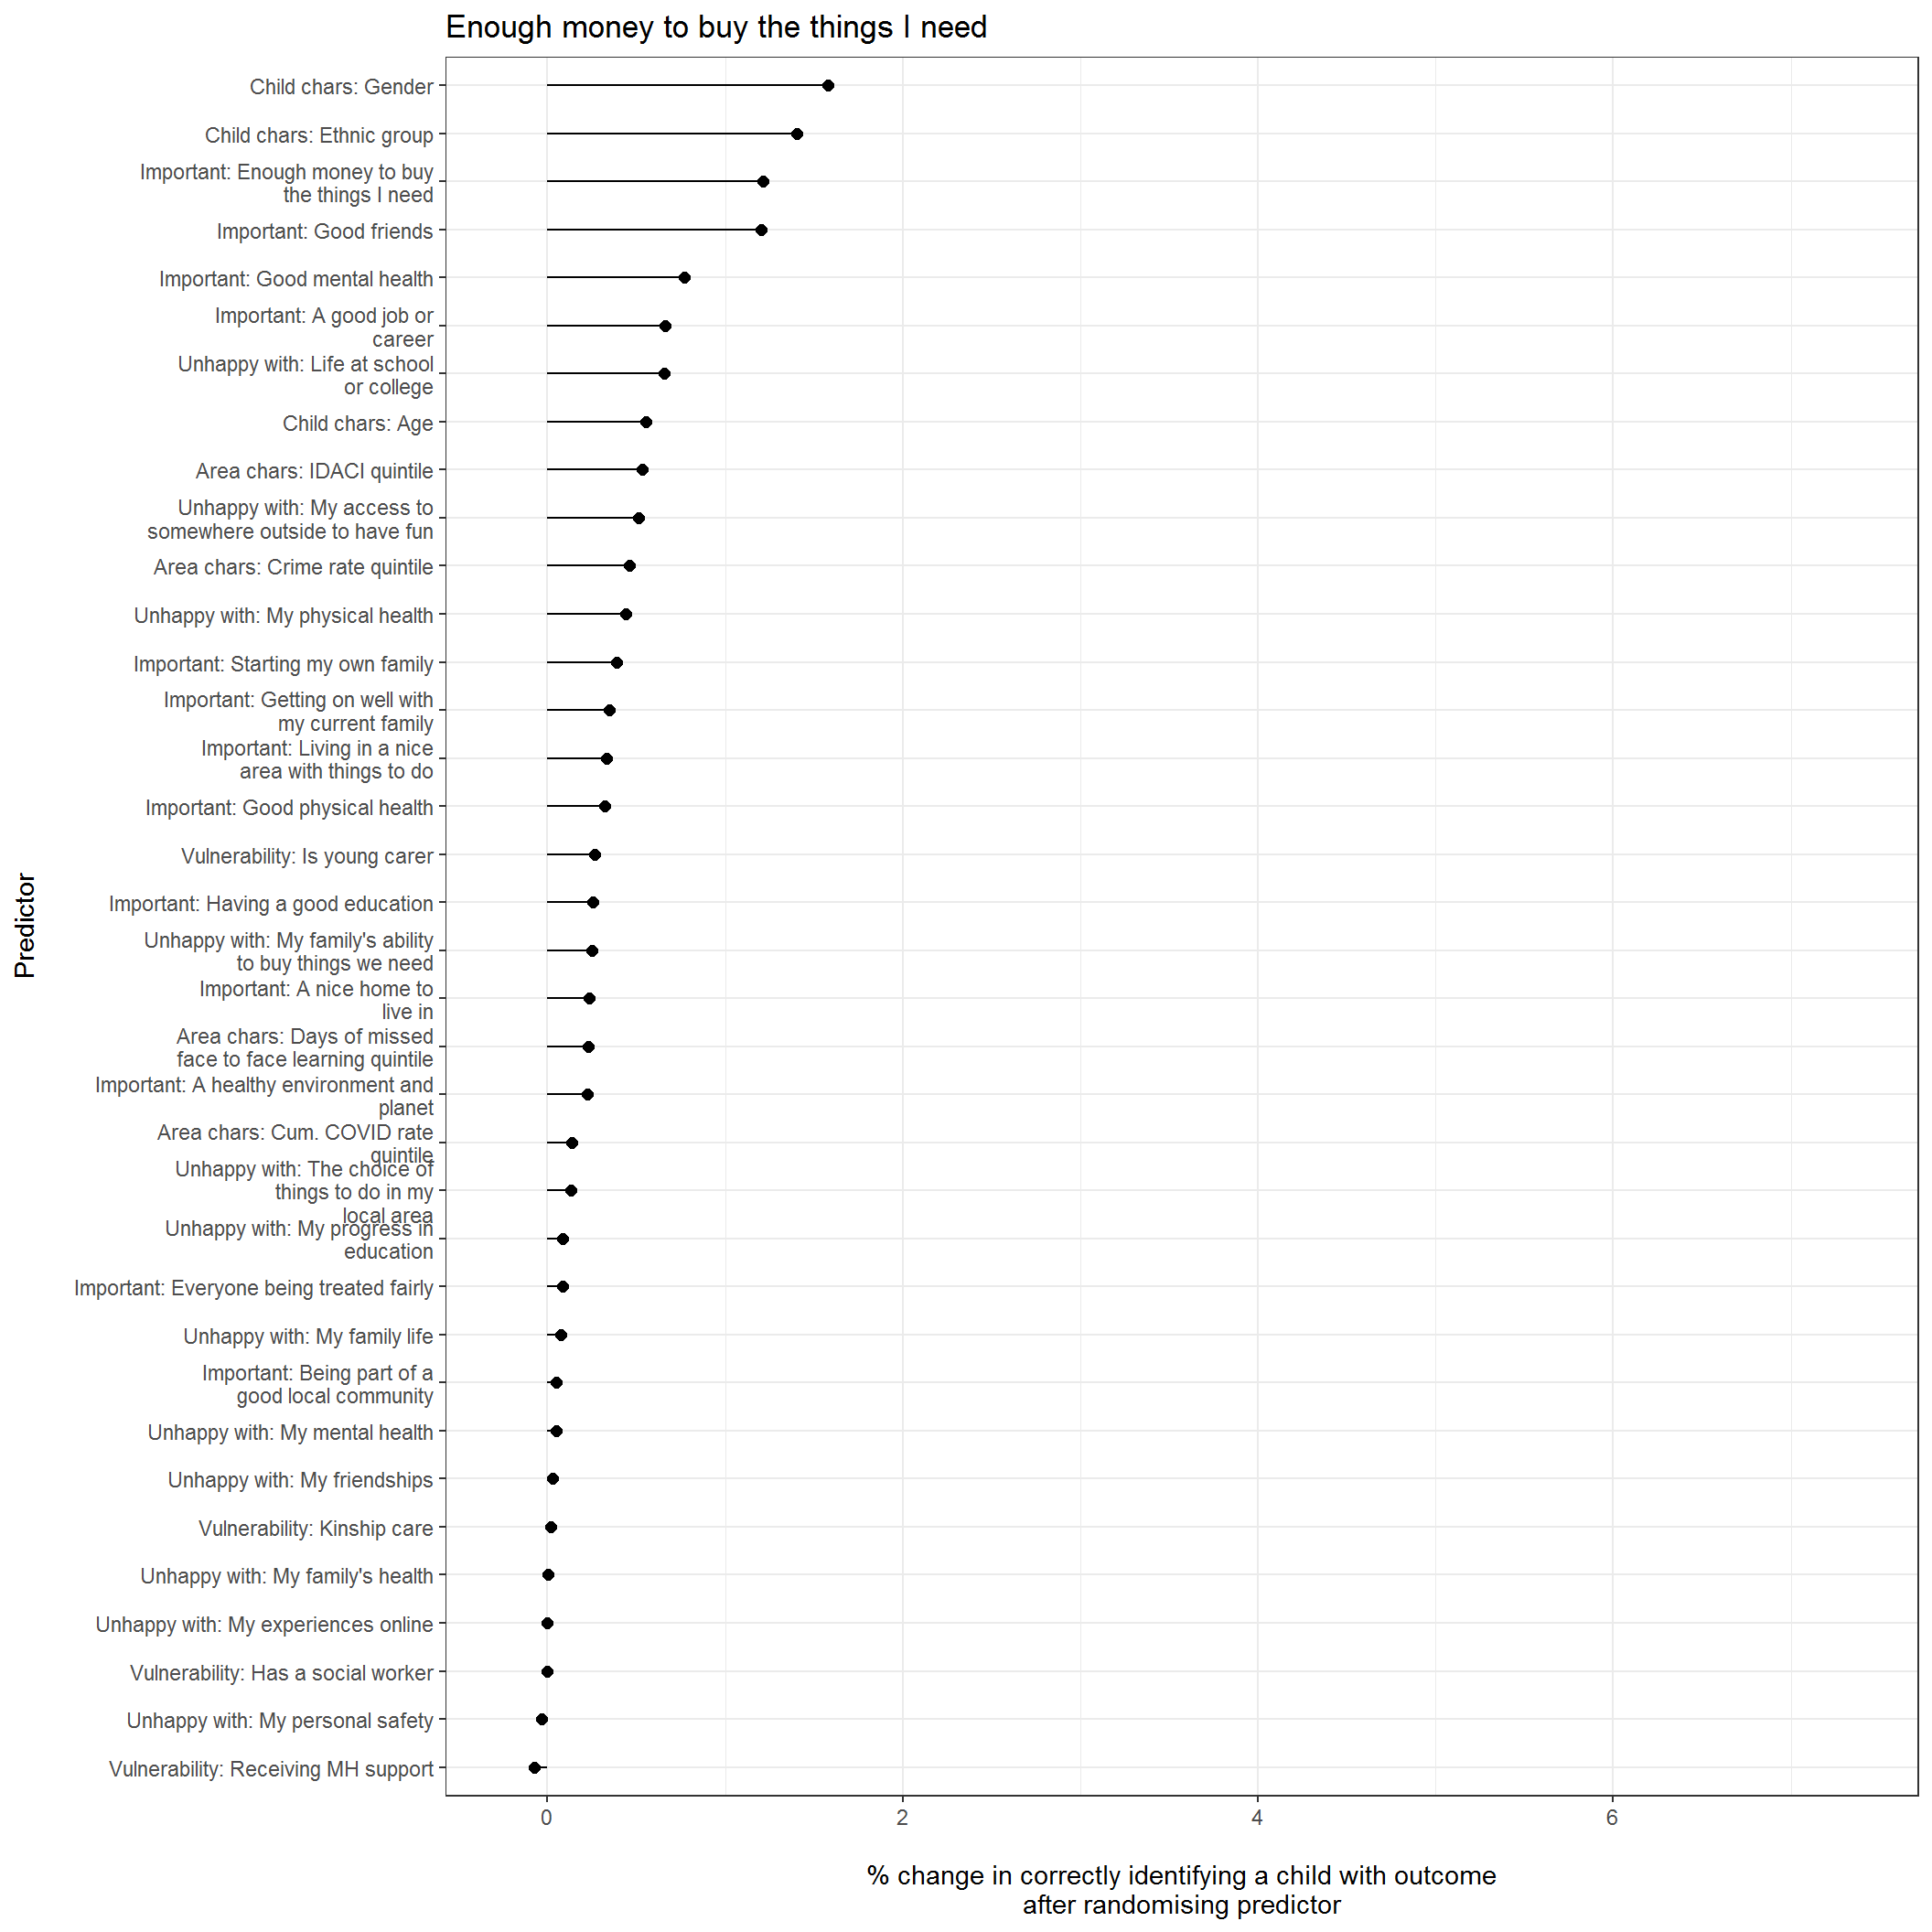 Enough money to buy the things I need
Child chars: Gender
Child chars: Ethnic group
Important: Enough money to buy
the things I need
Important: Good friends
Important: Good mental health
Important: A good job or
career
Unhappy with: Life at school
or college
Child chars: Age
Area chars: IDACI quintile
Unhappy with: My access to
somewhere outside to have fun
Area chars: Crime rate quintile
Unhappy with: My physical health
Important: Starting my own family
Important: Getting on well with
my current family
Important: Living in a nice
area with things to do
Important: Good physical health
Vulnerability: Is young carer
Important: Having a good education
Unhappy with: My family's ability
to buy things we need
Important: A nice home to
live in
Area chars: Days of missed
face to face learning quintile
Important: A healthy environment and
planet
Area chars: Cum. COVID rate
quintile
Unhappy with: The choice of
things to do in my
local area
Unhappy with: My progress in
education
Important: Everyone being treated fairly
Unhappy with: My family life
Important: Being part of a
good local community
Unhappy with: My mental health
Unhappy with: My friendships
Vulnerability: Kinship care
Unhappy with: My family's health
Unhappy with: My experiences online
Vulnerability: Has a social worker
Unhappy with: My personal safety
Vulnerability: Receiving MH support
Predictor
0 2 4 6
% change in correctly identifying a child with outcome
after randomising predictor